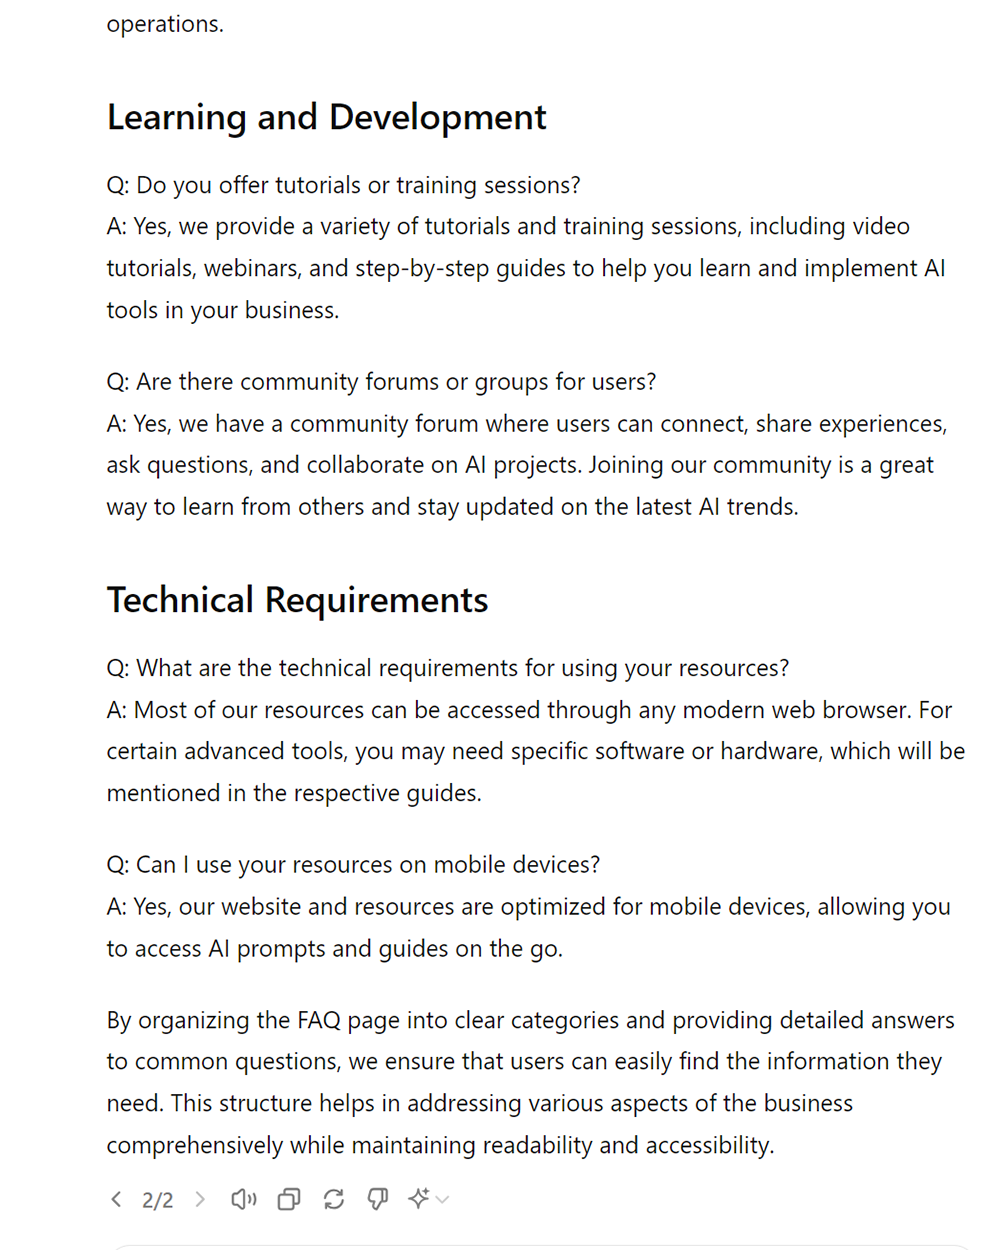 operations.
Learning and Development
Q: Do you offer tutorials or training sessions?
A: Yes, we provide a variety of tutorials and training sessions, including video
tutorials, webinars, and step-by-step guides to help you learn and implement AI
tools in your business.
Q: Are there community forums or groups for users?
A: Yes, we have a community forum where users can connect, share experiences,
ask questions, and collaborate on AI projects. Joining our community is a great
way to learn from others and stay updated on the latest AI trends.
Technical Requirements
Q: What are the technical requirements for using your resources?
A: Most of our resources can be accessed through any modern web browser. For
certain advanced tools, you may need specific software or hardware, which will be
mentioned in the respective guides.
Q: Can I use your resources on mobile devices?
A: Yes, our website and resources are optimized for mobile devices, allowing you
to access AI prompts and guides on the go.
By organizing the FAQ page into clear categories and providing detailed answers
to common questions, we ensure that users can easily find the information they
need. This structure helps in addressing various aspects of the business
comprehensively while maintaining readability and accessibility.
2/2